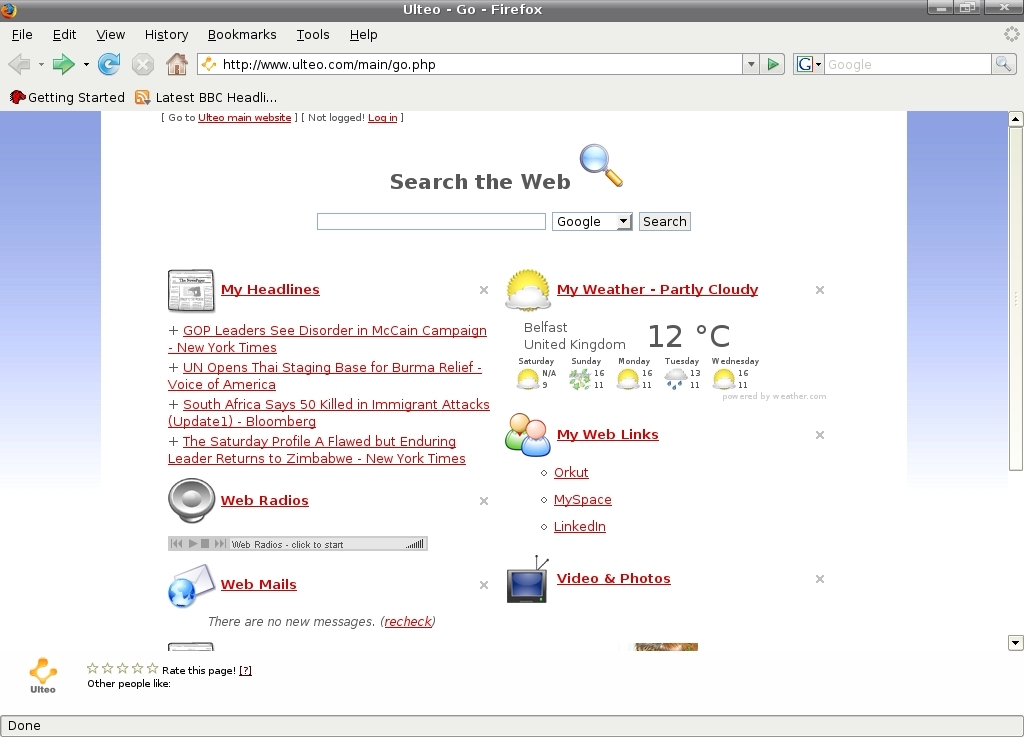 Ulteo - Go - Firefox
File Edit View History Bookmarks Tools Help
http://www.ulteo.com/main/go.php
G Google
Getting Started Latest BBC Headli...
[ Go to Ulteo main website ] [ Not logged! Log in ]
Search the Web
Google Search
My Headlines
+ GOP Leaders See Disorder in McCain Campaign
- New York Times
+ UN Opens Thai Staging Base for Burma Relief -
Voice of America
+ South Africa Says 50 Killed in Immigrant Attacks
(Update1) - Bloomberg
+ The Saturday Profile A Flawed but Enduring
Leader Returns to Zimbabwe - New York Times
Web Radios
Web Radios - click to start
Web Mails
There are no new messages. (recheck)
My Weather - Partly Cloudy
Belfast
United Kingdom
12 °C
Saturday Sunday Monday Tuesday Wednesday
N/A 16 16 13 16
9 11 11 11 11
powered by weather.com
My Web Links
Orkut
MySpace
LinkedIn
Video & Photos
Ulteo
Rate this page! [?]
Other people like:
Done